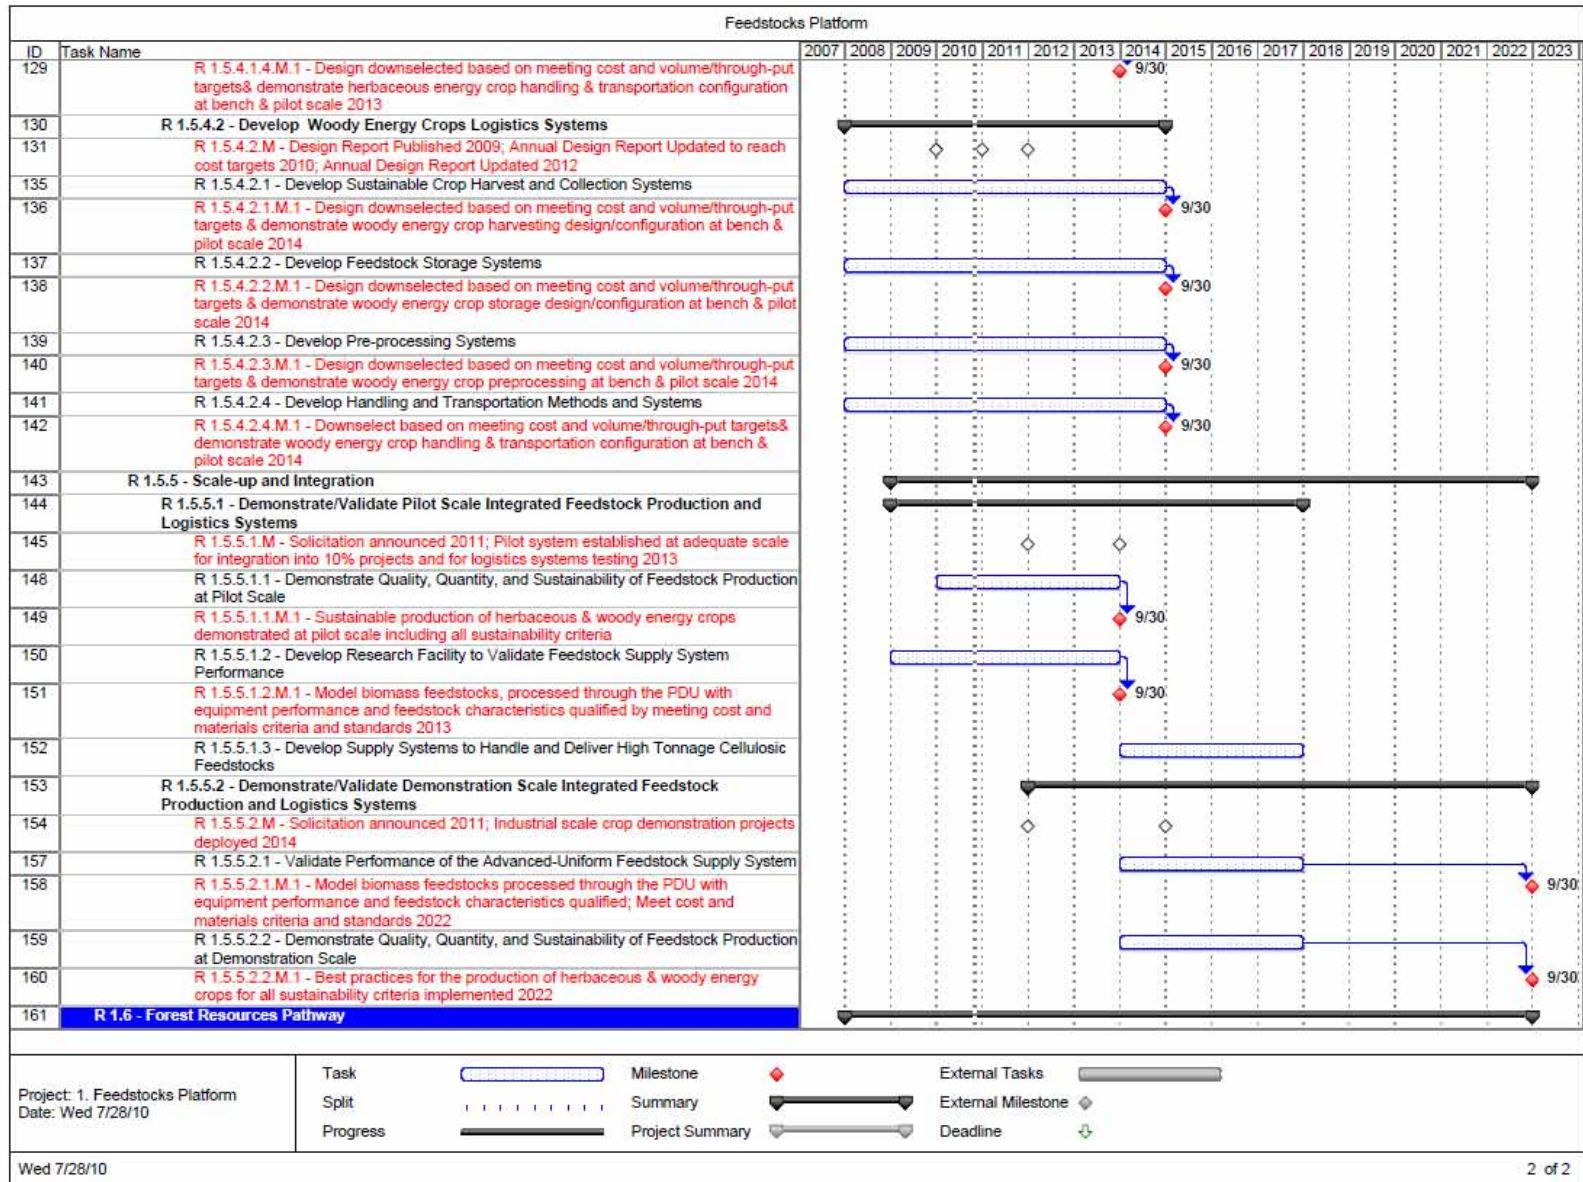 Feedstocks Platform
ID Task Name 2007 2008 2009 2010 2011 2012 2013 2014 2015 2016 2017 2018 2019 2020 2021 2022 2023
129 R 1.5.4.1.4.M.1 - Design downselected based on meeting cost and volume/through-put 9/30
targets& demonstrate herbaceous energy crop handling & transportation configuration
at bench & pilot scale 2013
130 R 1.5.4.2 - Develop Woody Energy Crops Logistics Systems
131 R 1.5.4.2.M - Design Report Published 2009; Annual Design Report Updated to reach
cost targets 2010; Annual Design Report Updated 2012
135 R 1.5.4.2.1 - Develop Sustainable Crop Harvest and Collection Systems
136 R 1.5.4.2.1.M.1 - Design downselected based on meeting cost and volume/through-put 9/30
targets & demonstrate woody energy crop harvesting design/configuration at bench &
pilot scale 2014
137 R 1.5.4.2.2 - Develop Feedstock Storage Systems
138 R 1.5.4.2.2.M.1 - Design downselected based on meeting cost and volume/through-put 9/30
targets & demonstrate woody energy crop storage design/configuration at bench & pilot
scale 2014
139 R 1.5.4.2.3 - Develop Pre-processing Systems
140 R 1.5.4.2.3.M.1 - Design downselected based on meeting cost and volume/through-put 9/30
targets & demonstrate woody energy crop preprocessing at bench & pilot scale 2014
141 R 1.5.4.2.4 - Develop Handling and Transportation Methods and Systems
142 R 1.5.4.2.4.M.1 - Downselect based on meeting cost and volume/through-put targets& 9/30
demonstrate woody energy crop handling & transportation configuration at bench &
pilot scale 2014
143 R 1.5.5 - Scale-up and Integration
144 R 1.5.5.1 - Demonstrate/Validate Pilot Scale Integrated Feedstock Production and
Logistics Systems
145 R 1.5.5.1.M - Solicitation announced 2011; Pilot system established at adequate scale
for integration into 10% projects and for logistics systems testing 2013
148 R 1.5.5.1.1 - Demonstrate Quality, Quantity, and Sustainability of Feedstock Production
at Pilot Scale
149 R 1.5.5.1.1.M.1 - Sustainable production of herbaceous & woody energy crops 9/30
demonstrated at pilot scale including all sustainability criteria
150 R 1.5.5.1.2 - Develop Research Facility to Validate Feedstock Supply System
Performance
151 R 1.5.5.1.2.M.1 - Model biomass feedstocks, processed through the PDU with 9/30
equipment performance and feedstock characteristics qualified by meeting cost and
materials criteria and standards 2013
152 R 1.5.5.1.3 - Develop Supply Systems to Handle and Deliver High Tonnage Cellulosic
Feedstocks
153 R 1.5.5.2 - Demonstrate/Validate Demonstration Scale Integrated Feedstock
Production and Logistics Systems
154 R 1.5.5.2.M - Solicitation announced 2011; Industrial scale crop demonstration projects
deployed 2014
157 R 1.5.5.2.1 - Validate Performance of the Advanced-Uniform Feedstock Supply System
158 R 1.5.5.2.1.M.1 - Model biomass feedstocks processed through the PDU with 9/30
equipment performance and feedstock characteristics qualified; Meet cost and
materials criteria and standards 2022
159 R 1.5.5.2.2 - Demonstrate Quality, Quantity, and Sustainability of Feedstock Production
at Demonstration Scale
160 R 1.5.5.2.2.M.1 - Best practices for the production of herbaceous & woody energy 9/30
crops for all sustainability criteria implemented 2022
161 R 1.6 - Forest Resources Pathway
Project: 1. Feedstocks Platform
Date: Wed 7/28/10
Task Milestone External Tasks
Split Summary External Milestone
Progress Project Summary Deadline
Wed 7/28/10 2 of 2